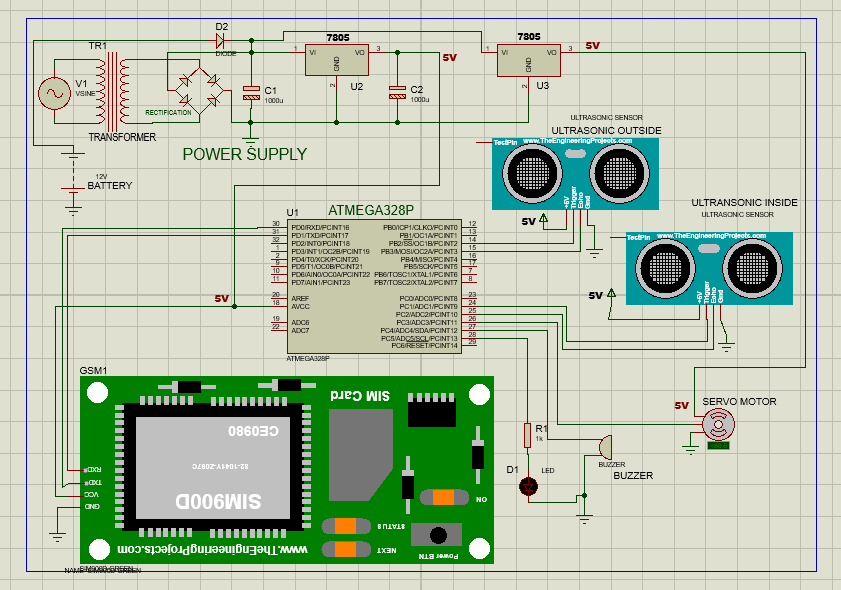 D2
DIODE
TR1
V1
VSINE
TRANSFORMER
RECTIFICATION
C1
1000u
7805
1 VI VO 3
GND
2
U2
C2
1000u
5V
7805
1 VI VO 3
GND
2
U3
5V
POWER SUPPLY
12V
BATTERY
ULTRASONIC SENSOR
ULTRASONIC OUTSIDE
TestPin www.TheEngineeringProjects.com
+5V
Trigger
Echo
Gnd
5V
ULTRANSONIC INSIDE
ULTRASONIC SENSOR
TestPin www.TheEngineeringProjects.com
+5V
Trigger
Echo
Gnd
5V
U1
ATMEGA328P
30 PD0/RXD/PCINT16 PB0/ICP1/CLKO/PCINT0 12
31 PD1/TXD/PCINT17 PB1/OC1A/PCINT1 13
32 PD2/INT0/PCINT18 PB2/SS/OC1B/PCINT2 14
1 PD3/INT1/OC2B/PCINT19 PB3/MOSI/OC2A/PCINT3 15
2 PD4/T0/XCK/PCINT20 PB4/MISO/PCINT4 16
9 PD5/T1/OC0B/PCINT21 PB5/SCK/PCINT5 17
10 PD6/AIN0/OC0A/PCINT22 PB6/TOSC1/XTAL1/PCINT6 7
11 PD7/AIN1/PCINT23 PB7/TOSC2/XTAL2/PCINT7 8
20 AREF PC0/ADC0/PCINT8 23
18 AVCC PC1/ADC1/PCINT9 24
PC2/ADC2/PCINT10 25
19 ADC6 PC3/ADC3/PCINT11 26
22 ADC7 PC4/ADC4/SDA/PCINT12 27
PC5/ADC5/SCL/PCINT13 28
PC6/RESET/PCINT14 29
ATMEGA328P
5V
GSM1
SIM Card
CE0980
SIM900D
RXD*
TXD*
VCC
GND
ON
STATUS
NEXT
Power BTN
www.TheEngineeringProjects.com
R1
1k
D1
LED
BUZZER
BUZZER
5V
SERVO MOTOR